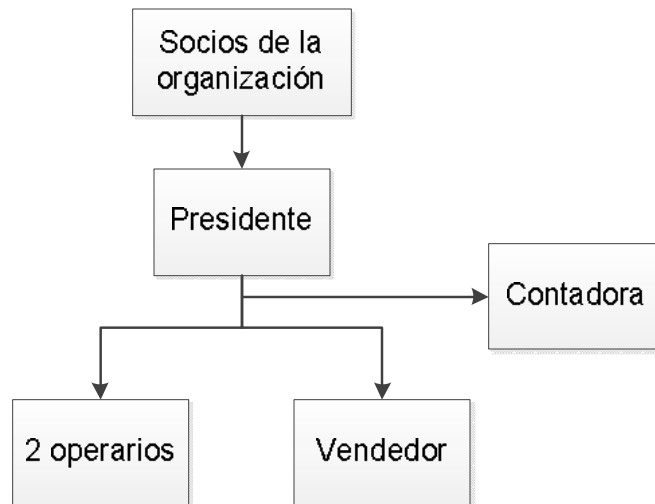 Socios de la
organización
Presidente
Contadora
2 operarios
Vendedor